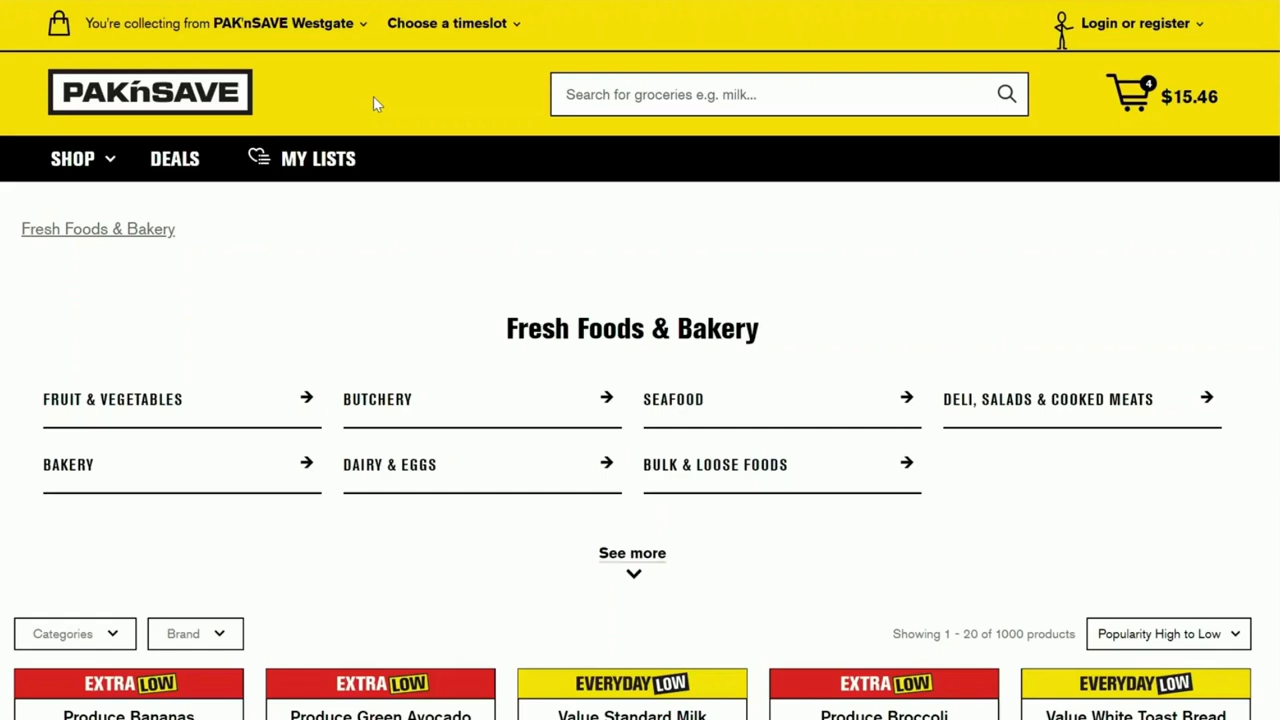 You're collecting from PAK'nSAVE Westgate
Choose a timeslot
Login or register
PAK'nSAVE
Search for groceries e.g. milk...
4
$15.46
SHOP
DEALS
MY LISTS
Fresh Foods & Bakery
Fresh Foods & Bakery
FRUIT & VEGETABLES
BUTCHERY
SEAFOOD
DELI, SALADS & COOKED MEATS
BAKERY
DAIRY & EGGS
BULK & LOOSE FOODS
See more
Categories
Brand
Showing 1 - 20 of 1000 products
Popularity High to Low
EXTRA LOW
EXTRA LOW
EVERYDAY LOW
EXTRA LOW
EVERYDAY LOW
Produce Bananas
Produce Green Avocado
Value Standard Milk
Produce Broccoli
Value White Toast Bread